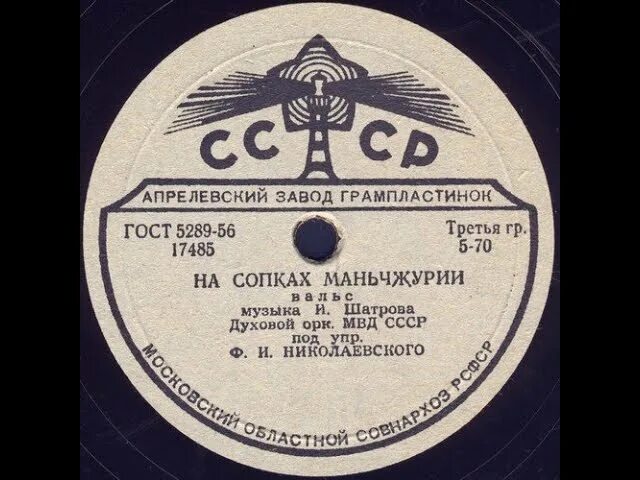 СССР
АПРЕЛЕВСКИЙ ЗАВОД ГРАМПЛАСТИНОК
ГОСТ 5289-56 Третья гр.
17485 5-70
НА СОПКАХ МАНЬЧЖУРИИ
вальс
музыка И. Шатрова
Духовой орк. МВД СССР
под упр.
Ф. И. НИКОЛАЕВСКОГО
МОСКОВСКИЙ ОБЛАСТНОЙ СОВНАРХОЗ РСФСР